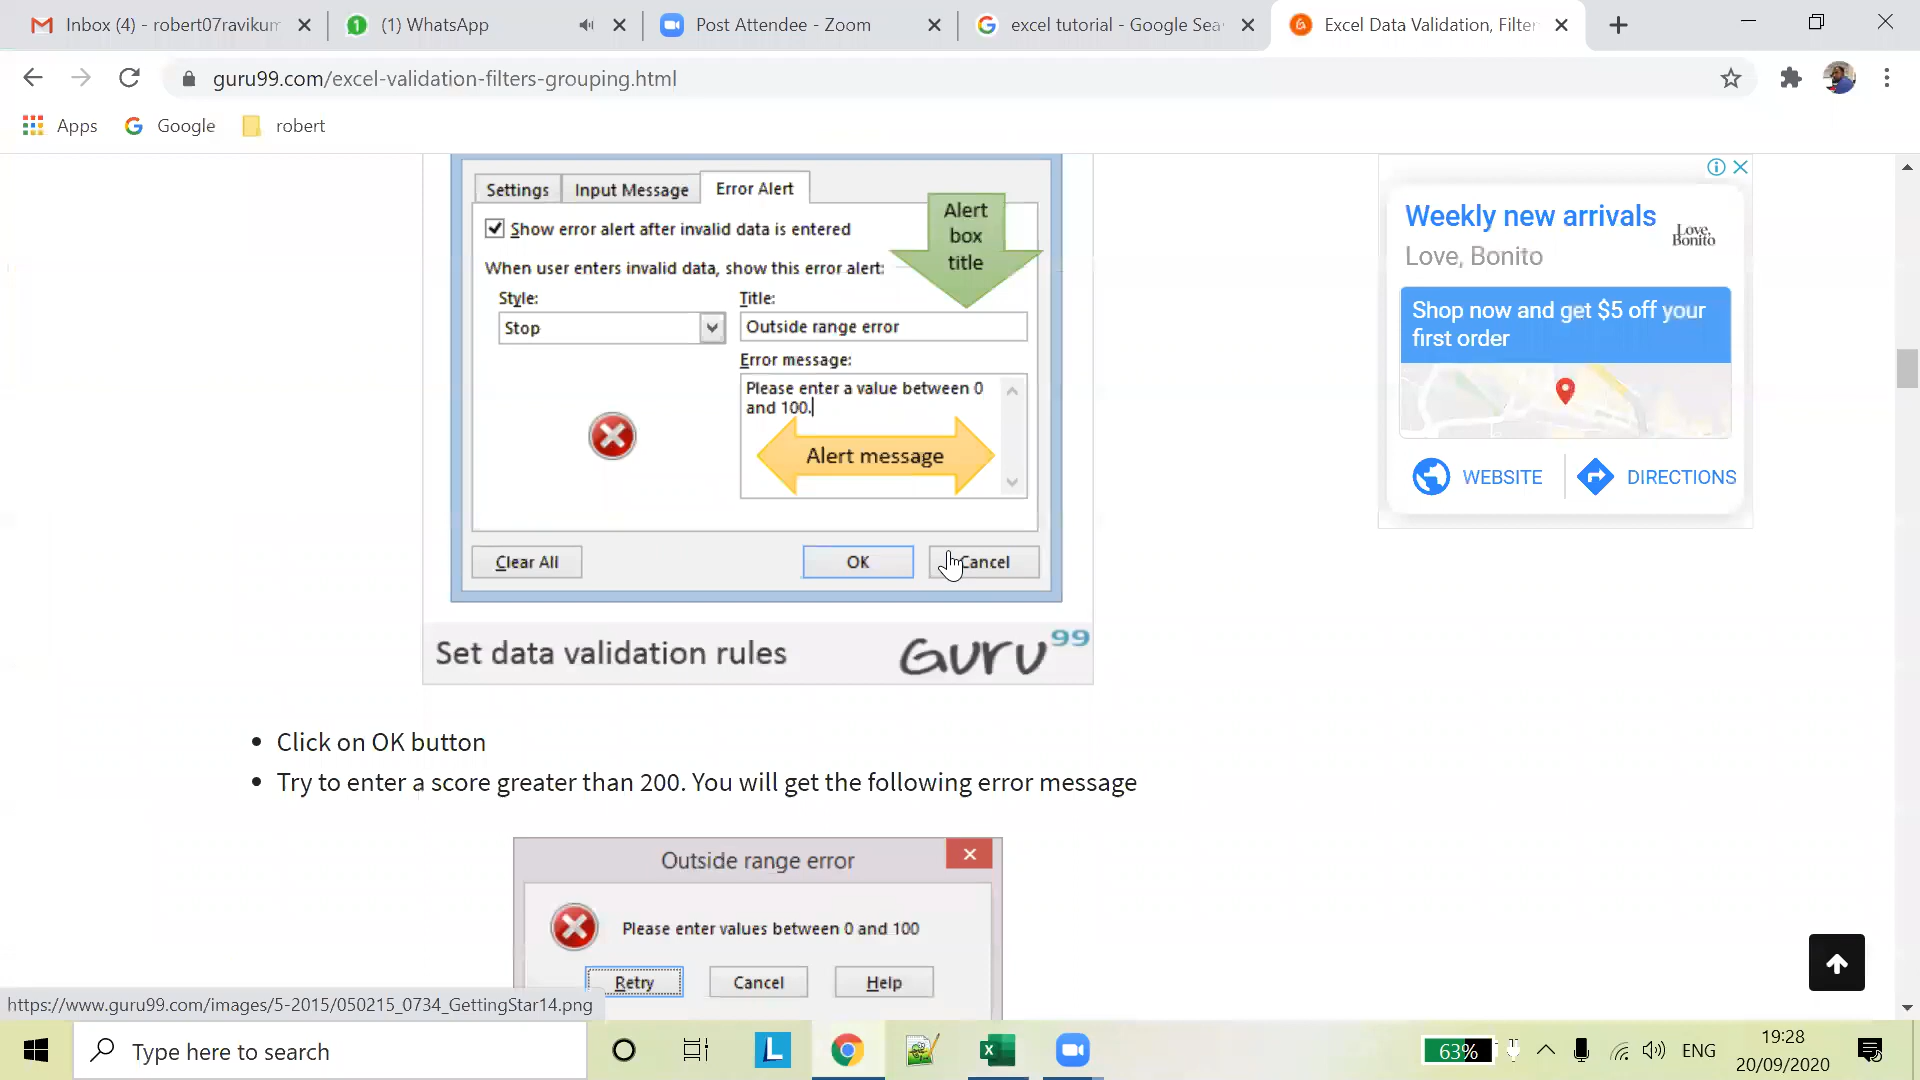 Inbox (4) - robert07ravikum
(1) WhatsApp
Post Attendee - Zoom
excel tutorial - Google Sea
Excel Data Validation, Filter
guru99.com/excel-validation-filters-grouping.html
Apps
Google
robert
Settings
Input Message
Error Alert
Show error alert after invalid data is entered
When user enters invalid data, show this error alert:
Style:
Stop
Title:
Outside range error
Error message:
Please enter a value between 0
and 100.
Alert
box
title
Alert message
Clear All
OK
Cancel
Set data validation rules
Guru99
Weekly new arrivals
Love, Bonito
Love,
Bonito
Shop now and get $5 off your
first order
WEBSITE
DIRECTIONS
• Click on OK button
• Try to enter a score greater than 200. You will get the following error message
Outside range error
Please enter values between 0 and 100
Retry
Cancel
Help
https://www.guru99.com/images/5-2015/050215_0734_GettingStar14.png
Type here to search
L
63%
ENG
19:28
20/09/2020